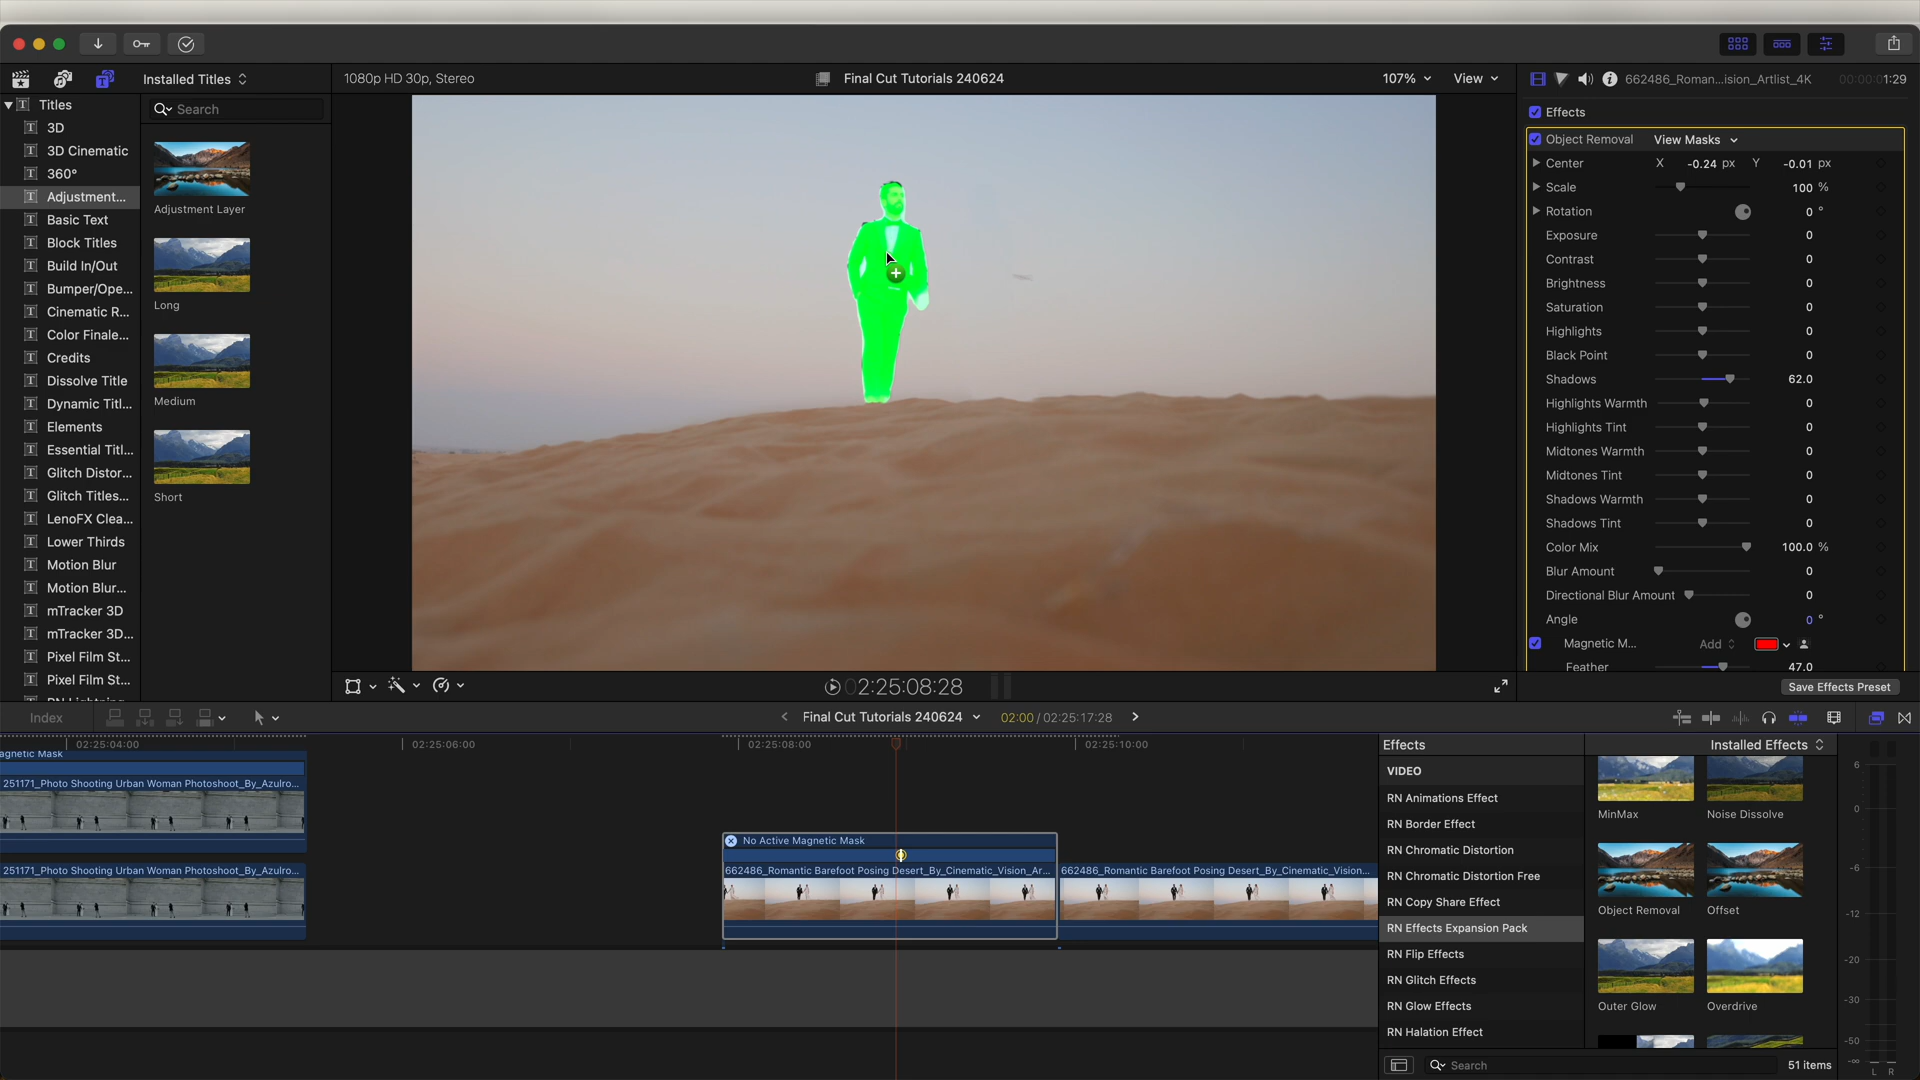 Installed Titles
1080p HD 30p, Stereo
Final Cut Tutorials 240624
107%
View
662486_Roman...ision_Artlist_4K
00:00:01:29
Titles
3D
3D Cinematic
360°
Adjustment...
Basic Text
Block Titles
Build In/Out
Bumper/Ope...
Cinematic R...
Color Finale...
Credits
Dissolve Title
Dynamic Titl...
Elements
Essential Titl...
Glitch Distor...
Glitch Titles...
LenoFX Clea...
Lower Thirds
Motion Blur
Motion Blur...
mTracker 3D
mTracker 3D...
Pixel Film St...
Pixel Film St...
Search
Adjustment Layer
Long
Medium
Short
Effects
Object Removal View Masks
Center X -0.24 px Y -0.01 px
Scale 100 %
Rotation 0 °
Exposure 0
Contrast 0
Brightness 0
Saturation 0
Highlights 0
Black Point 0
Shadows 62.0
Highlights Warmth 0
Highlights Tint 0
Midtones Warmth 0
Midtones Tint 0
Shadows Warmth 0
Shadows Tint 0
Color Mix 100.0 %
Blur Amount 0
Directional Blur Amount 0
Angle 0 °
Magnetic M... Add
Feather 47.0
Save Effects Preset
02:25:08:28
Index
Final Cut Tutorials 240624
02:00 / 02:25:17:28
02:25:04:00
02:25:06:00
02:25:08:00
02:25:10:00
agnetic Mask
251171_Photo Shooting Urban Woman Photoshoot_By_Azulro...
251171_Photo Shooting Urban Woman Photoshoot_By_Azulro...
No Active Magnetic Mask
662486_Romantic Barefoot Posing Desert_By_Cinematic_Vision_Ar...
662486_Romantic Barefoot Posing Desert_By_Cinematic_Vision...
Effects
Installed Effects
VIDEO
RN Animations Effect
RN Border Effect
RN Chromatic Distortion
RN Chromatic Distortion Free
RN Copy Share Effect
RN Effects Expansion Pack
RN Flip Effects
RN Glitch Effects
RN Glow Effects
RN Halation Effect
MinMax
Noise Dissolve
Object Removal
Offset
Outer Glow
Overdrive
Search
51 items
6
0
-6
-12
-20
-30
-50
-∞
L R